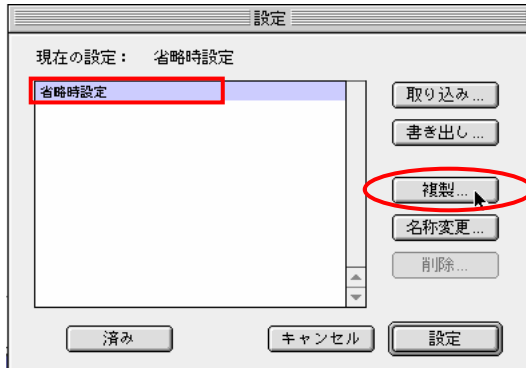 設定
現在の設定： 省略時設定
省略時設定
取り込み...
書き出し...
複製...
名称変更...
削除...
済み
キャンセル
設定